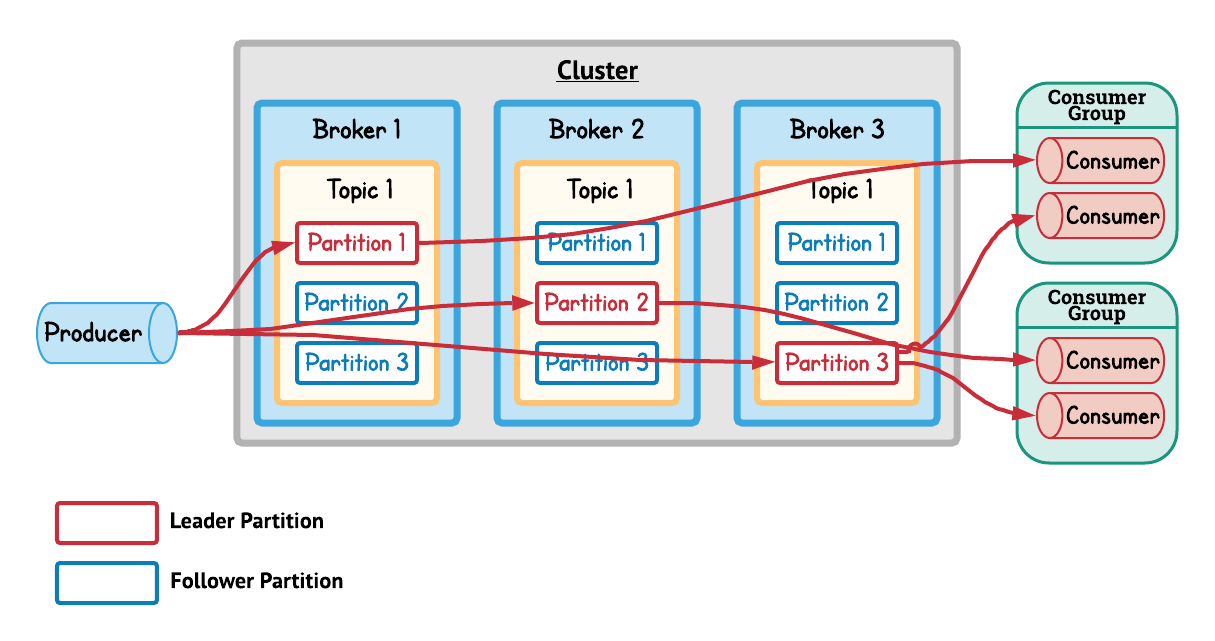 Cluster
Broker 1
Topic 1
Partition 1
Partition 2
Partition 3
Broker 2
Topic 1
Partition 1
Partition 2
Partition 3
Broker 3
Topic 1
Partition 1
Partition 2
Partition 3
Producer
Consumer
Group
Consumer
Consumer
Consumer
Group
Consumer
Consumer
Leader Partition
Follower Partition